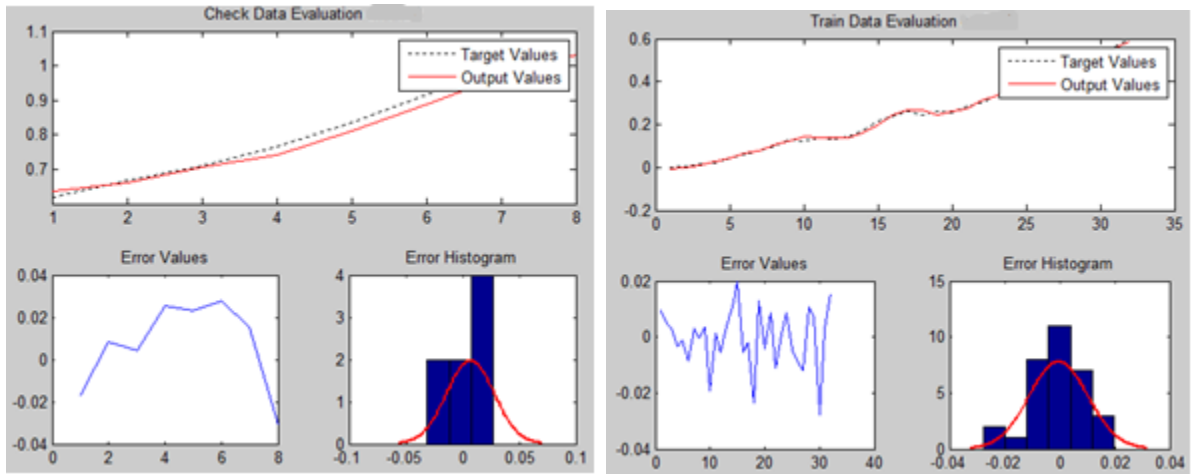 Check Data Evaluation
1.1
1
0.9
0.8
0.7
1 2 3 4 5 6 7 8
Target Values
Output Values
Error Values
0.04
0.02
0
-0.02
-0.04
0 2 4 6 8
Error Histogram
4
3
2
1
0
-0.1 -0.05 0 0.05 0.1
Train Data Evaluation
0.6
0.4
0.2
0
-0.2
0 5 10 15 20 25 30 35
Target Values
Output Values
Error Values
0.02
0
-0.02
-0.04
0 10 20 30 40
Error Histogram
15
10
5
0
-0.04 -0.02 0 0.02 0.04